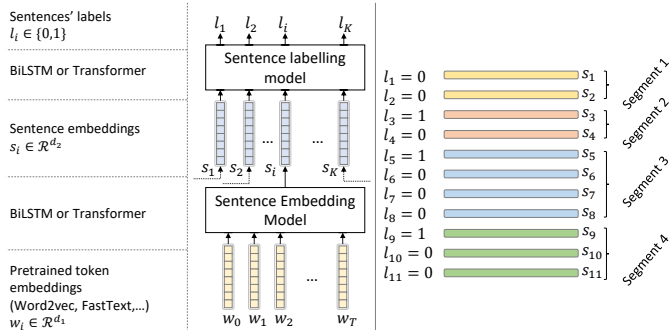 Sentences' labels
l_i ∈ {0,1}
BiLSTM or Transformer
Sentence embeddings
s_i ∈ ℛ^{d_2}
BiLSTM or Transformer
Pretrained token
embeddings
(Word2vec, FastText,...)
w_i ∈ ℛ^{d_1}
l_1 l_2 l_i l_K
Sentence labelling
model
... ...
s_1 s_2 s_i s_K
Sentence Embedding
Model
...
w_0 w_1 w_2 w_T
l_1 = 0 s_1
l_2 = 0 s_2
Segment 1
l_3 = 1 s_3
l_4 = 0 s_4
Segment 2
l_5 = 1 s_5
l_6 = 0 s_6
l_7 = 0 s_7
l_8 = 0 s_8
Segment 3
l_9 = 1 s_9
l_10 = 0 s_10
l_11 = 0 s_11
Segment 4